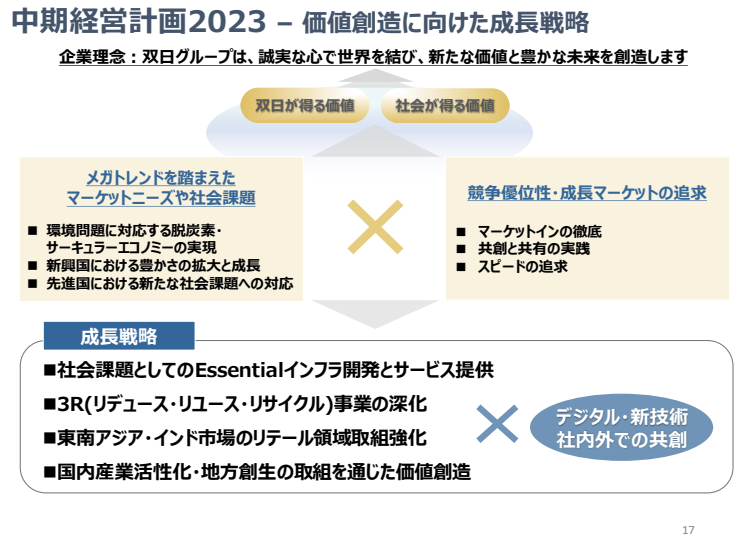 中期経営計画2023 – 価値創造に向けた成長戦略
企業理念：双日グループは、誠実な心で世界を結び、新たな価値と豊かな未来を創造します
双日が得る価値
社会が得る価値
メガトレンドを踏まえた
マーケットニーズや社会課題
■ 環境問題に対応する脱炭素・
サーキュラーエコノミーの実現
■ 新興国における豊かさの拡大と成長
■ 先進国における新たな社会課題への対応
競争優位性・成長マーケットの追求
■ マーケットインの徹底
■ 共創と共有の実践
■ スピードの追求
成長戦略
■社会課題としてのEssentialインフラ開発とサービス提供
■3R(リデュース・リユース・リサイクル)事業の深化
■東南アジア・インド市場のリテール領域取組強化
■国内産業活性化・地方創生の取組を通じた価値創造
デジタル・新技術
社内外での共創
17